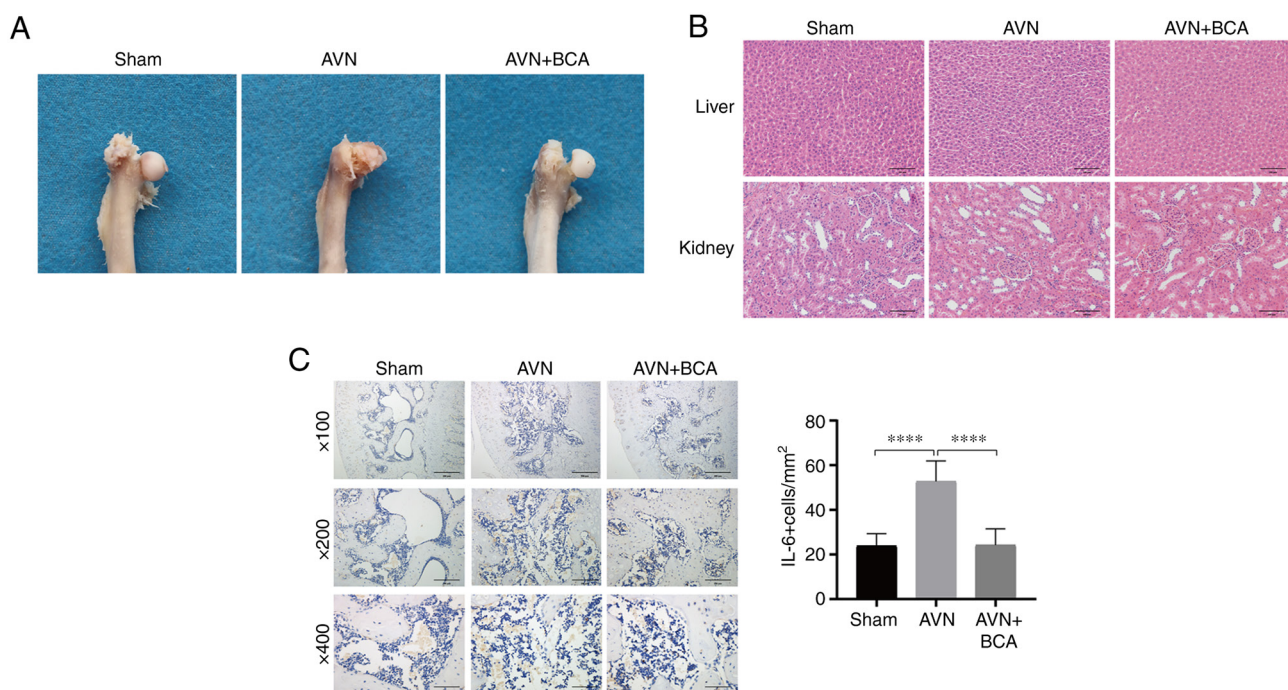 A
Sham AVN AVN+BCA
B
Sham AVN AVN+BCA
Liver
Kidney
C
Sham AVN AVN+BCA
×100
×200
×400
IL-6+cells/mm²
80
60
40
20
0
**** ****
Sham AVN AVN+
BCA